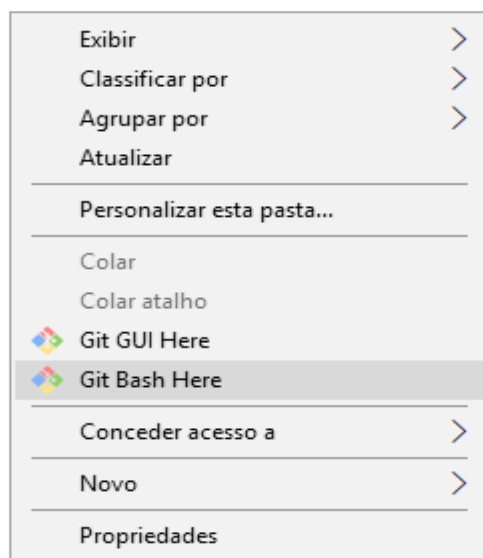 Exibir
Classificar por
Agrupar por
Atualizar
Personalizar esta pasta...
Colar
Colar atalho
Git GUI Here
Git Bash Here
Conceder acesso a
Novo
Propriedades